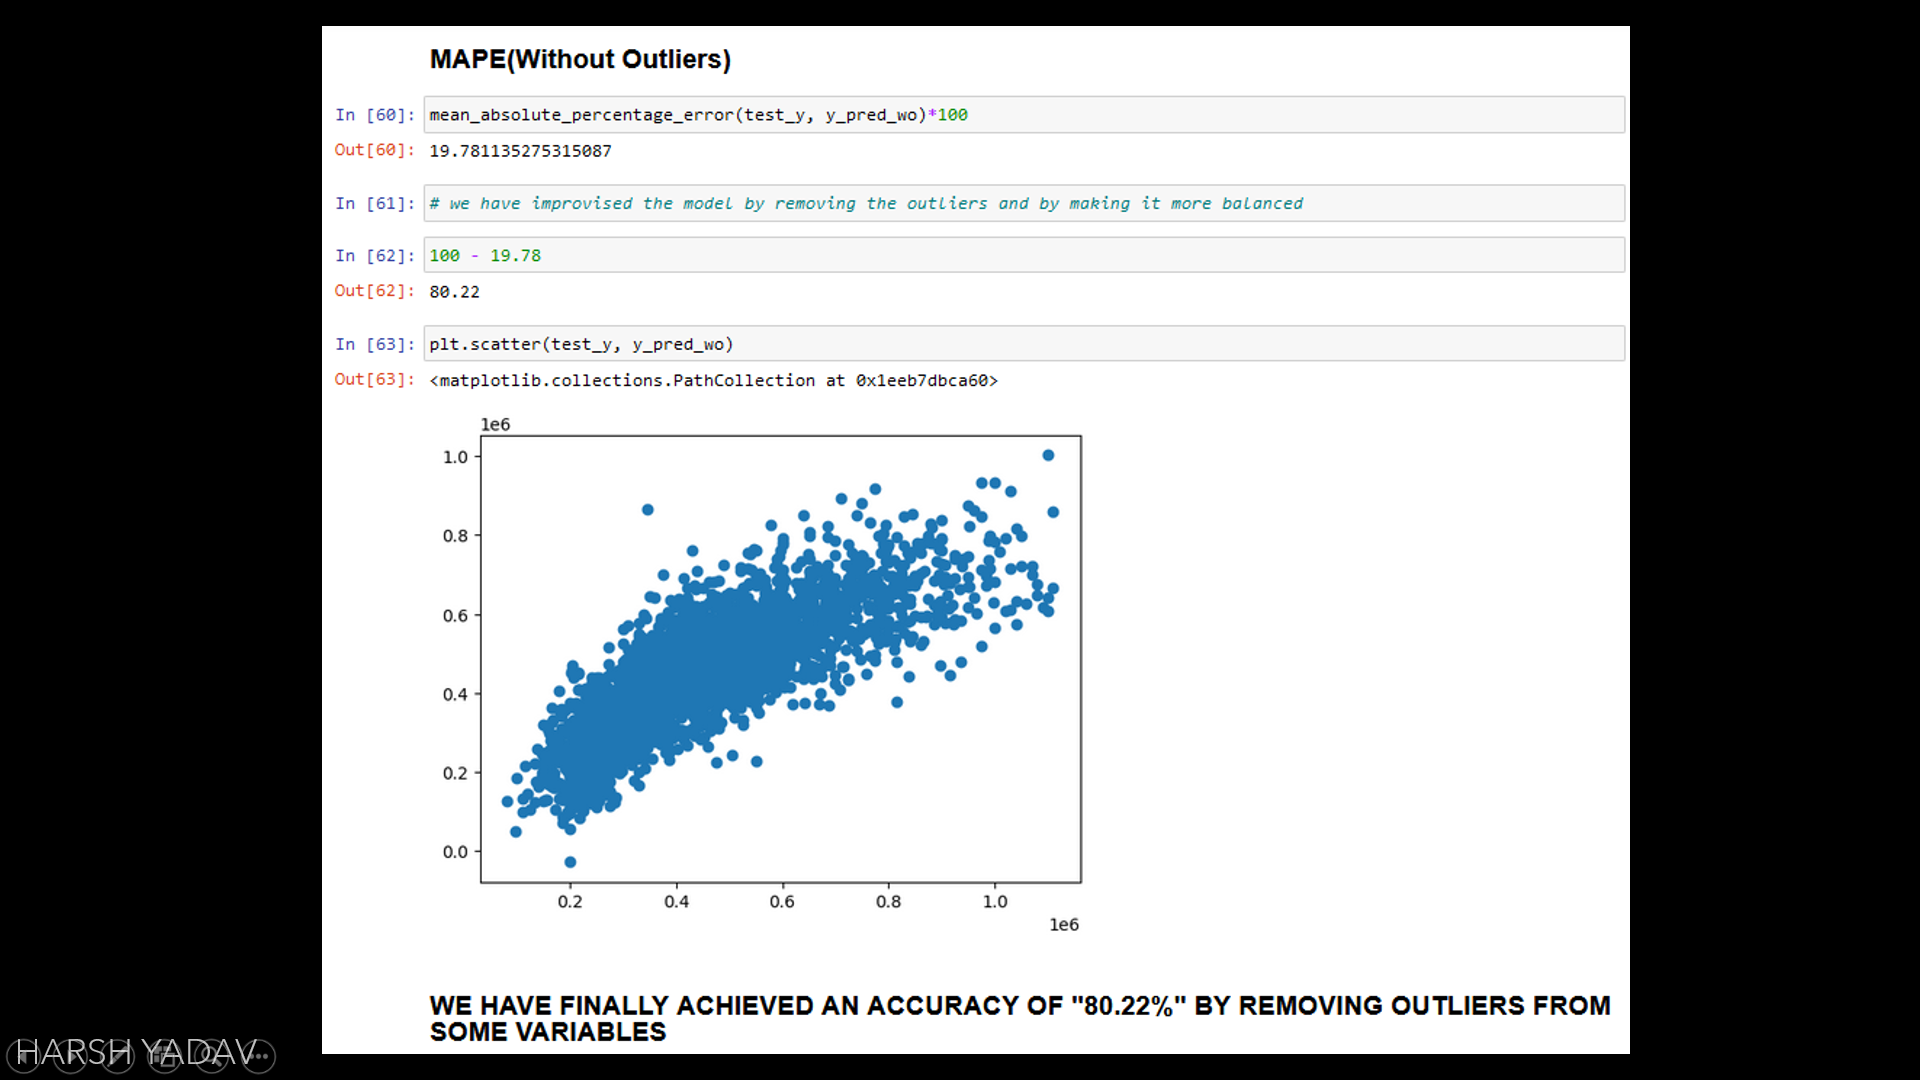 MAPE(Without Outliers)
In [60]: mean_absolute_percentage_error(test_y, y_pred_wo)*100
Out[60]: 19.781135275315087
In [61]: # we have improvised the model by removing the outliers and by making it more balanced
In [62]: 100 - 19.78
Out[62]: 80.22
In [63]: plt.scatter(test_y, y_pred_wo)
Out[63]: <matplotlib.collections.PathCollection at 0x1eeb7dbca60>
1e6
1.0
0.8
0.6
0.4
0.2
0.0
0.2 0.4 0.6 0.8 1.0
1e6
WE HAVE FINALLY ACHIEVED AN ACCURACY OF "80.22%" BY REMOVING OUTLIERS FROM
SOME VARIABLES
HARSH YADAV